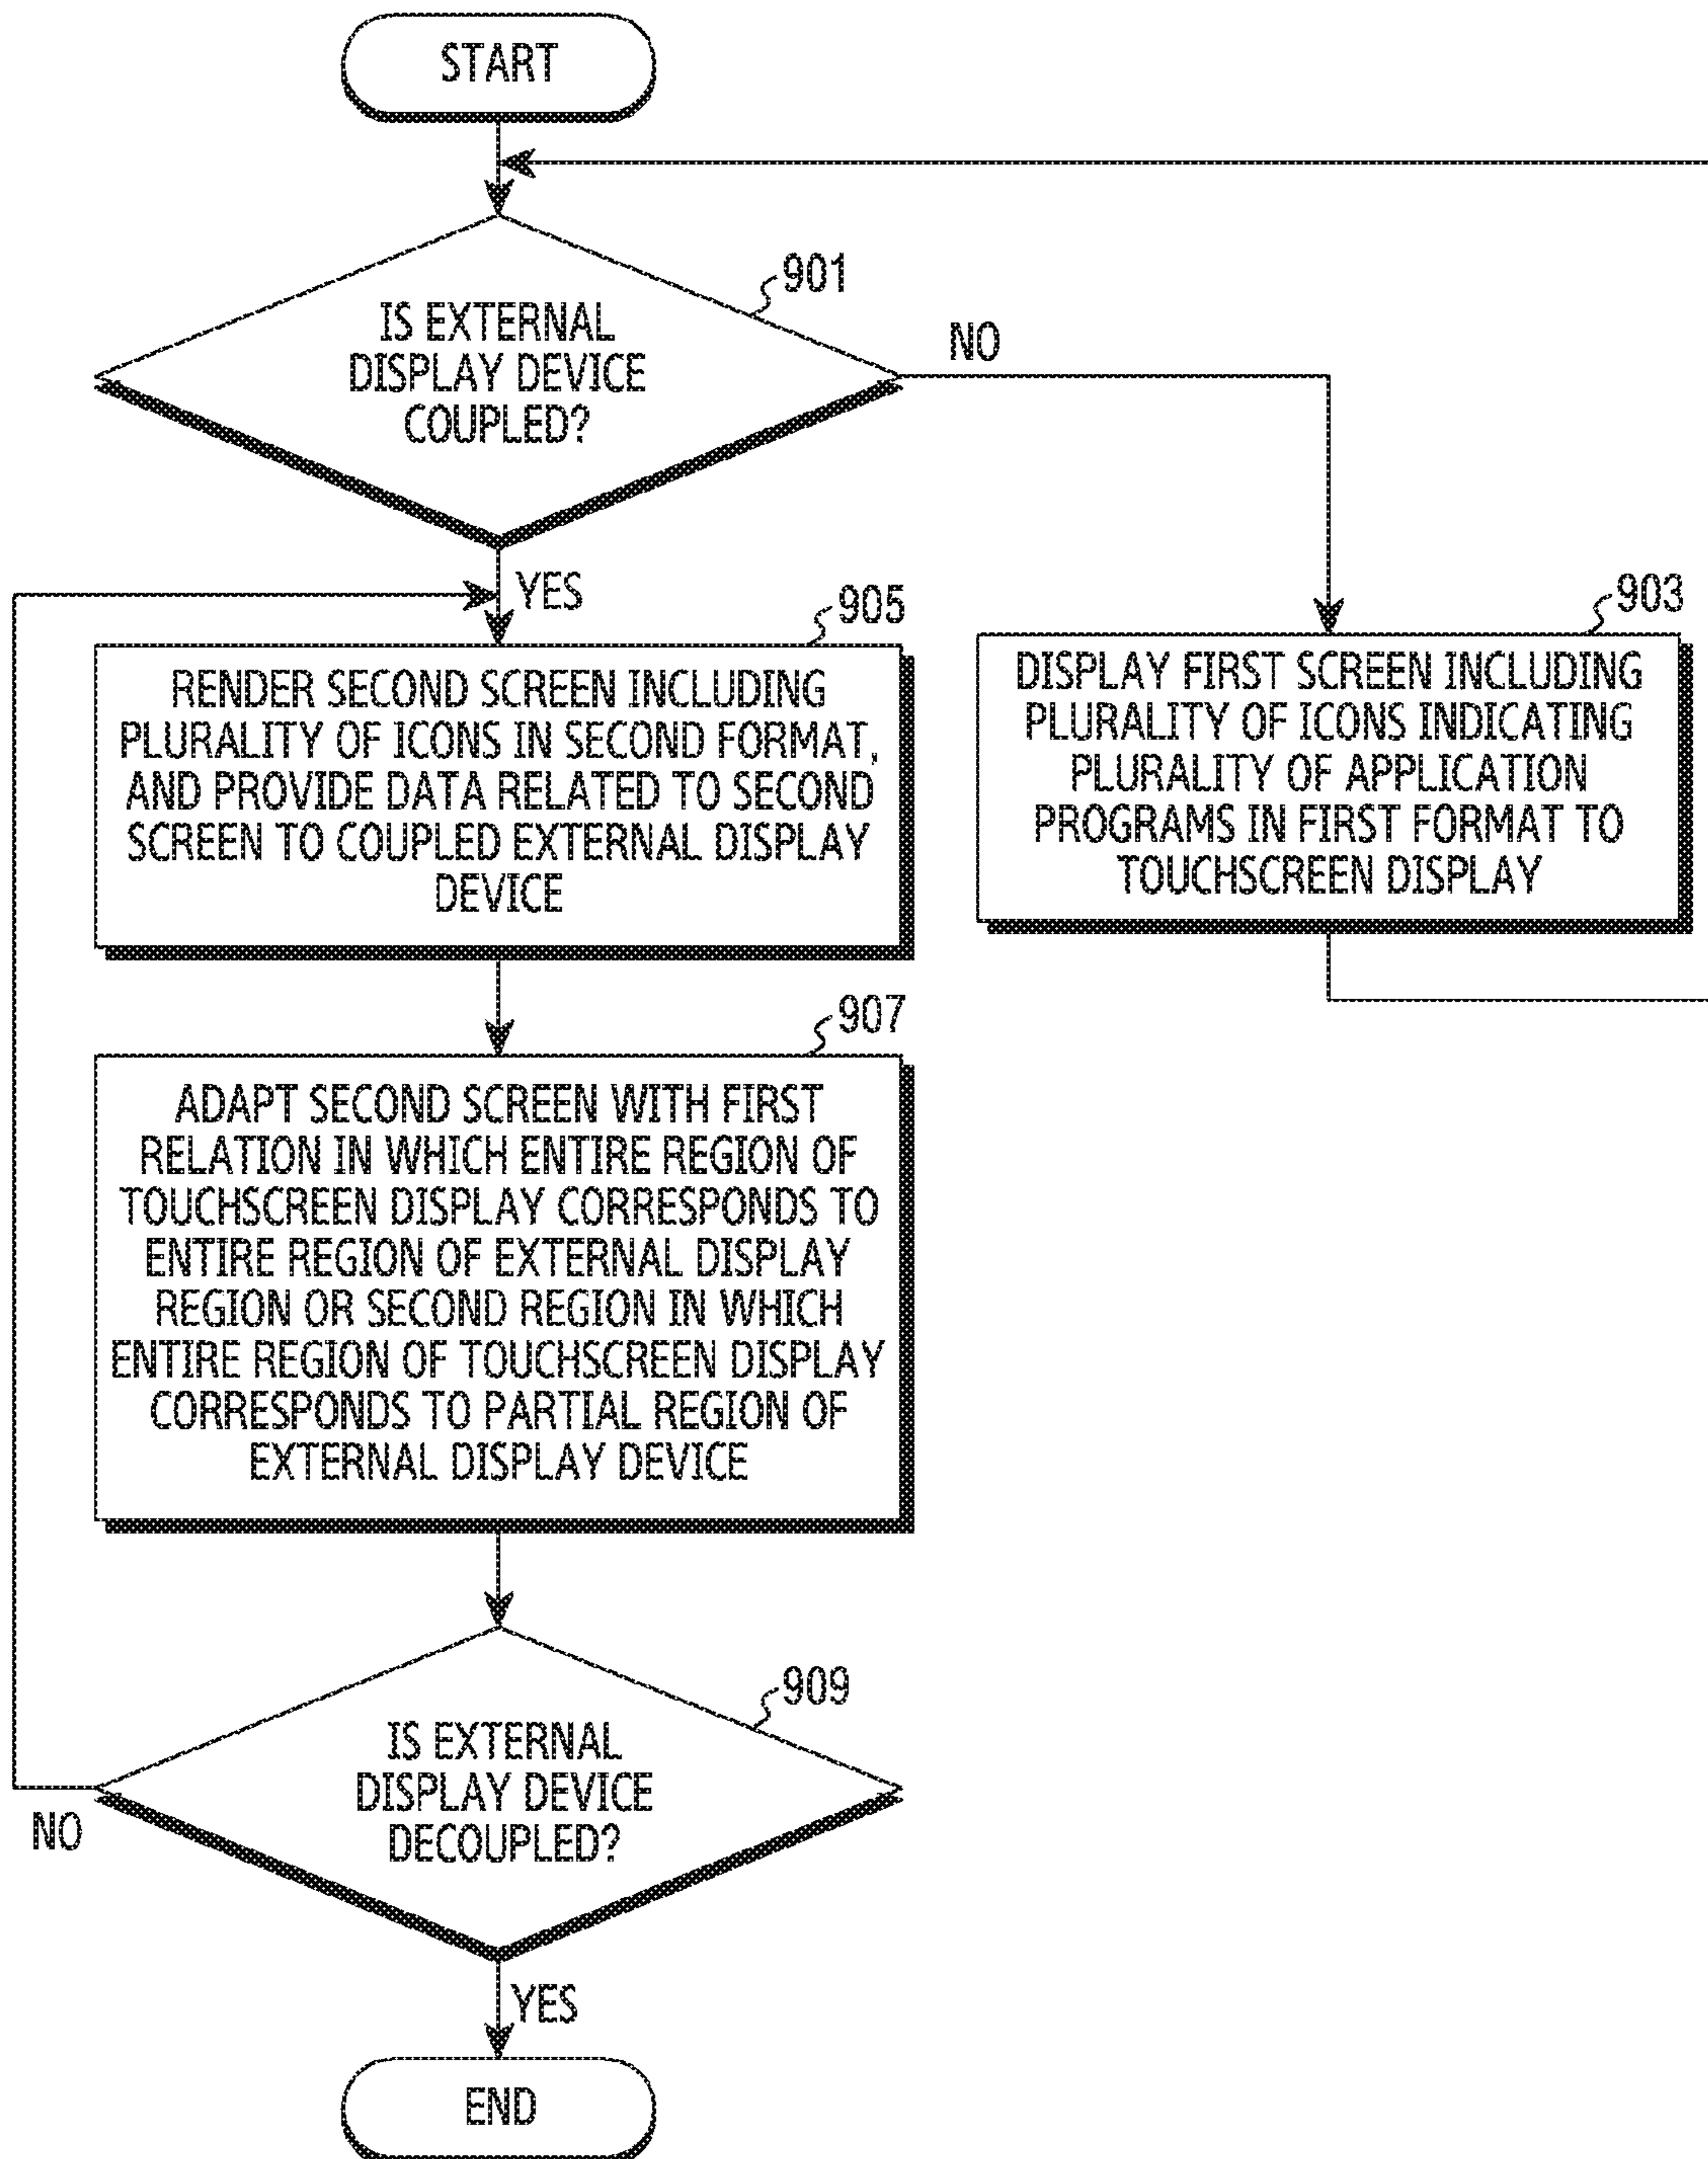 START
901
IS EXTERNAL
DISPLAY DEVICE
COUPLED?
NO
YES
905
RENDER SECOND SCREEN INCLUDING
PLURALITY OF ICONS IN SECOND FORMAT,
AND PROVIDE DATA RELATED TO SECOND
SCREEN TO COUPLED EXTERNAL DISPLAY
DEVICE
903
DISPLAY FIRST SCREEN INCLUDING
PLURALITY OF ICONS INDICATING
PLURALITY OF APPLICATION
PROGRAMS IN FIRST FORMAT TO
TOUCHSCREEN DISPLAY
907
ADAPT SECOND SCREEN WITH FIRST
RELATION IN WHICH ENTIRE REGION OF
TOUCHSCREEN DISPLAY CORRESPONDS TO
ENTIRE REGION OF EXTERNAL DISPLAY
REGION OR SECOND REGION IN WHICH
ENTIRE REGION OF TOUCHSCREEN DISPLAY
CORRESPONDS TO PARTIAL REGION OF
EXTERNAL DISPLAY DEVICE
909
IS EXTERNAL
DISPLAY DEVICE
DECOUPLED?
NO
YES
END